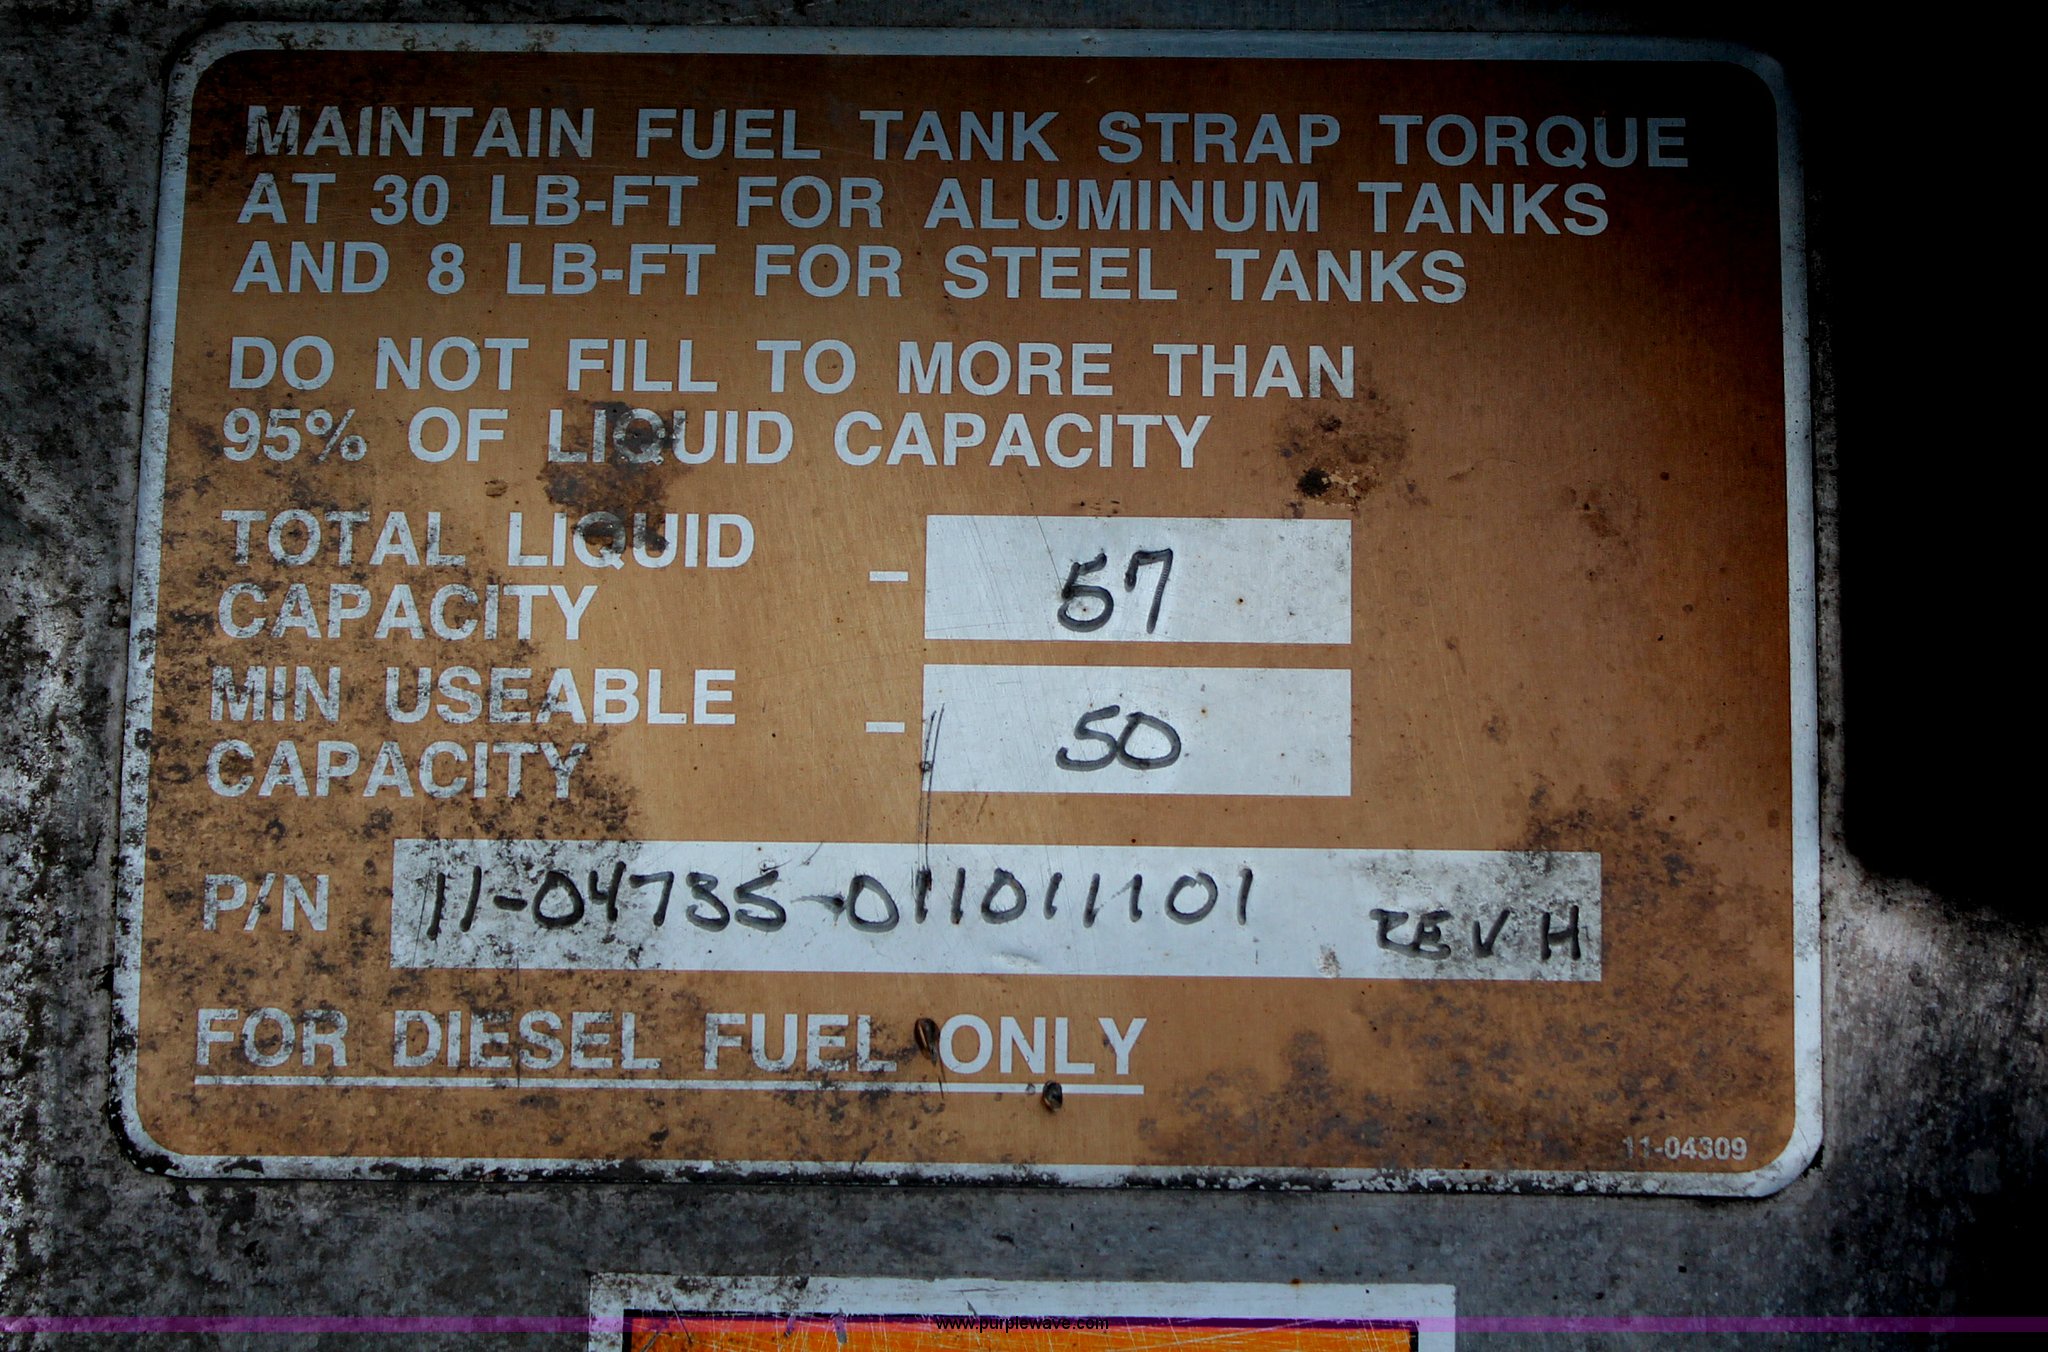 MAINTAIN FUEL TANK STRAP TORQUE
AT 30 LB-FT FOR ALUMINUM TANKS
AND 8 LB-FT FOR STEEL TANKS
DO NOT FILL TO MORE THAN
95% OF LIQUID CAPACITY
TOTAL LIQUID
CAPACITY - 57
MIN USEABLE
CAPACITY - 50
P/N 11-04735-011011101 REV H
FOR DIESEL FUEL ONLY
11-04309
www.purplewave.com